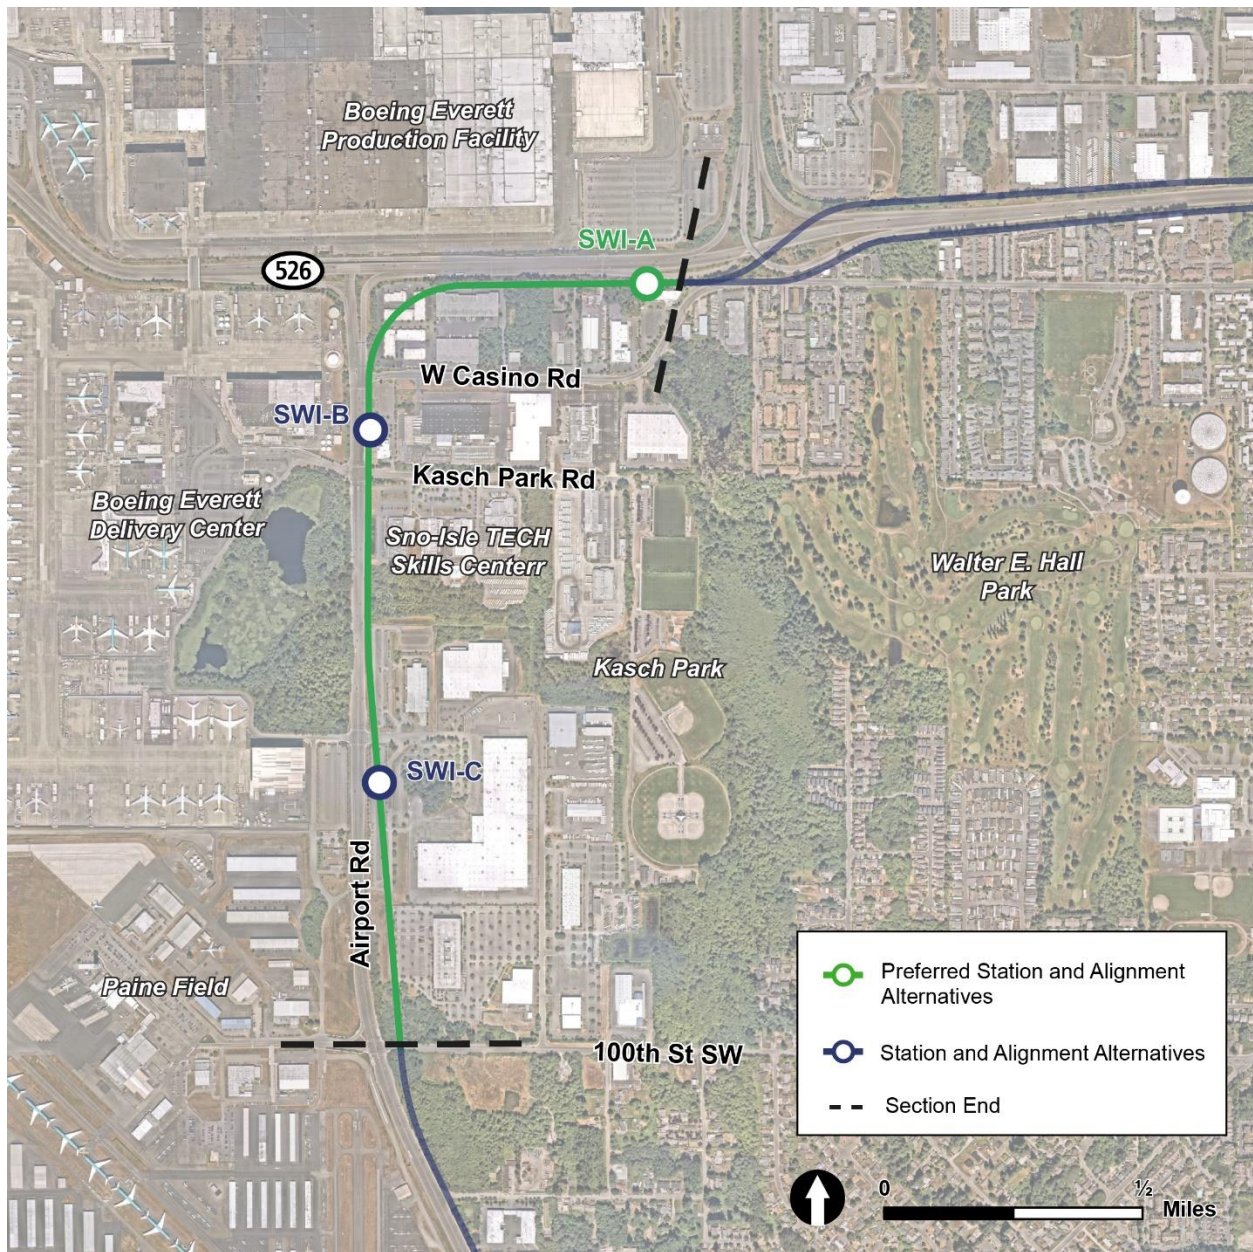 Boeing Everett
Production Facility
SWI-A
526
W Casino Rd
SWI-B
Kasch Park Rd
Boeing Everett
Delivery Center
Sno-Isle TECH
Skills Centerr
Walter E. Hall
Park
Kasch Park
SWI-C
Airport Rd
Paine Field
100th St SW
Preferred Station and Alignment
Alternatives
Station and Alignment Alternatives
Section End
0
½
Miles